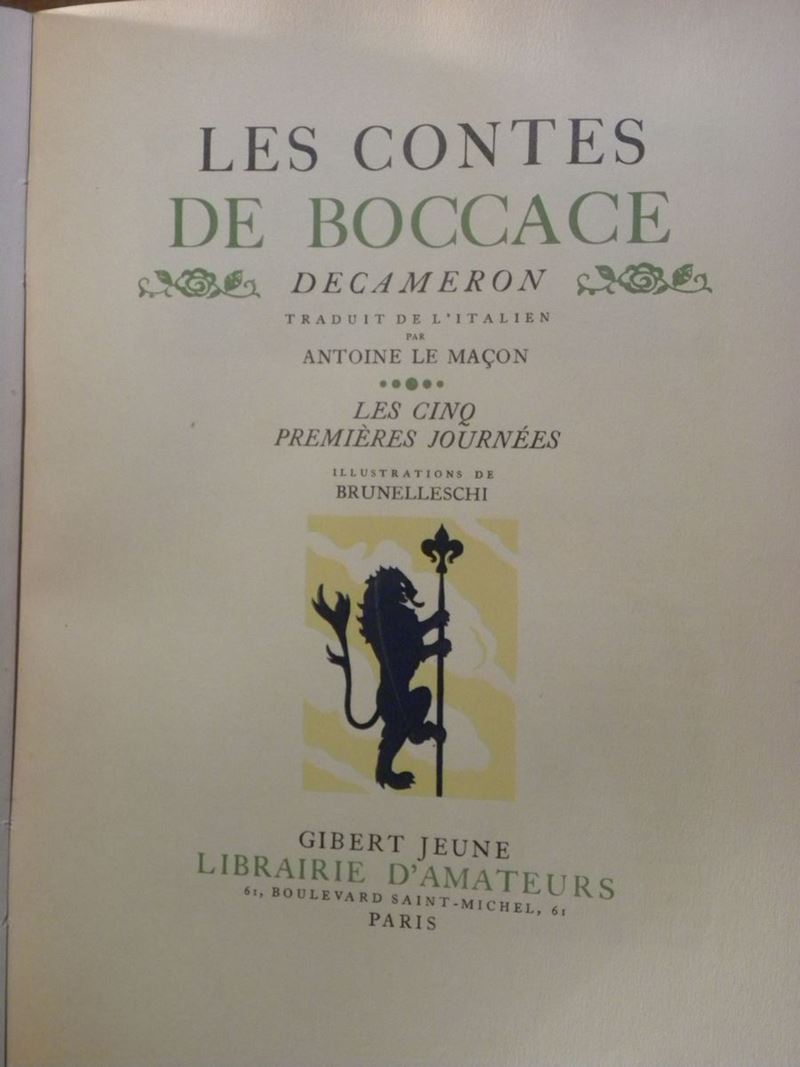 LES CONTES
DE BOCCACE
DECAMERON
TRADUIT DE L'ITALIEN
PAR
ANTOINE LE MAÇON
LES CINQ
PREMIÈRES JOURNÉES
ILLUSTRATIONS DE
BRUNELLESCHI
GIBERT JEUNE
LIBRAIRIE D'AMATEURS
61, BOULEVARD SAINT-MICHEL, 61
PARIS